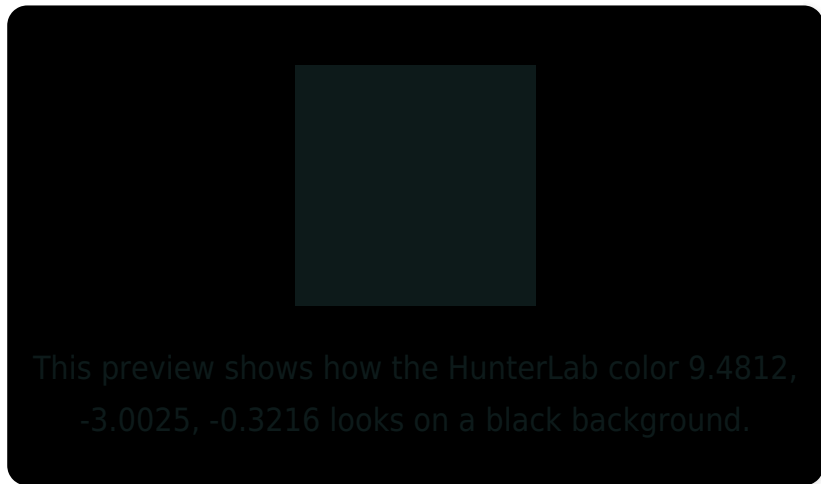 This preview shows how the HunterLab color 9.4812,
-3.0025, -0.3216 looks on a black background.